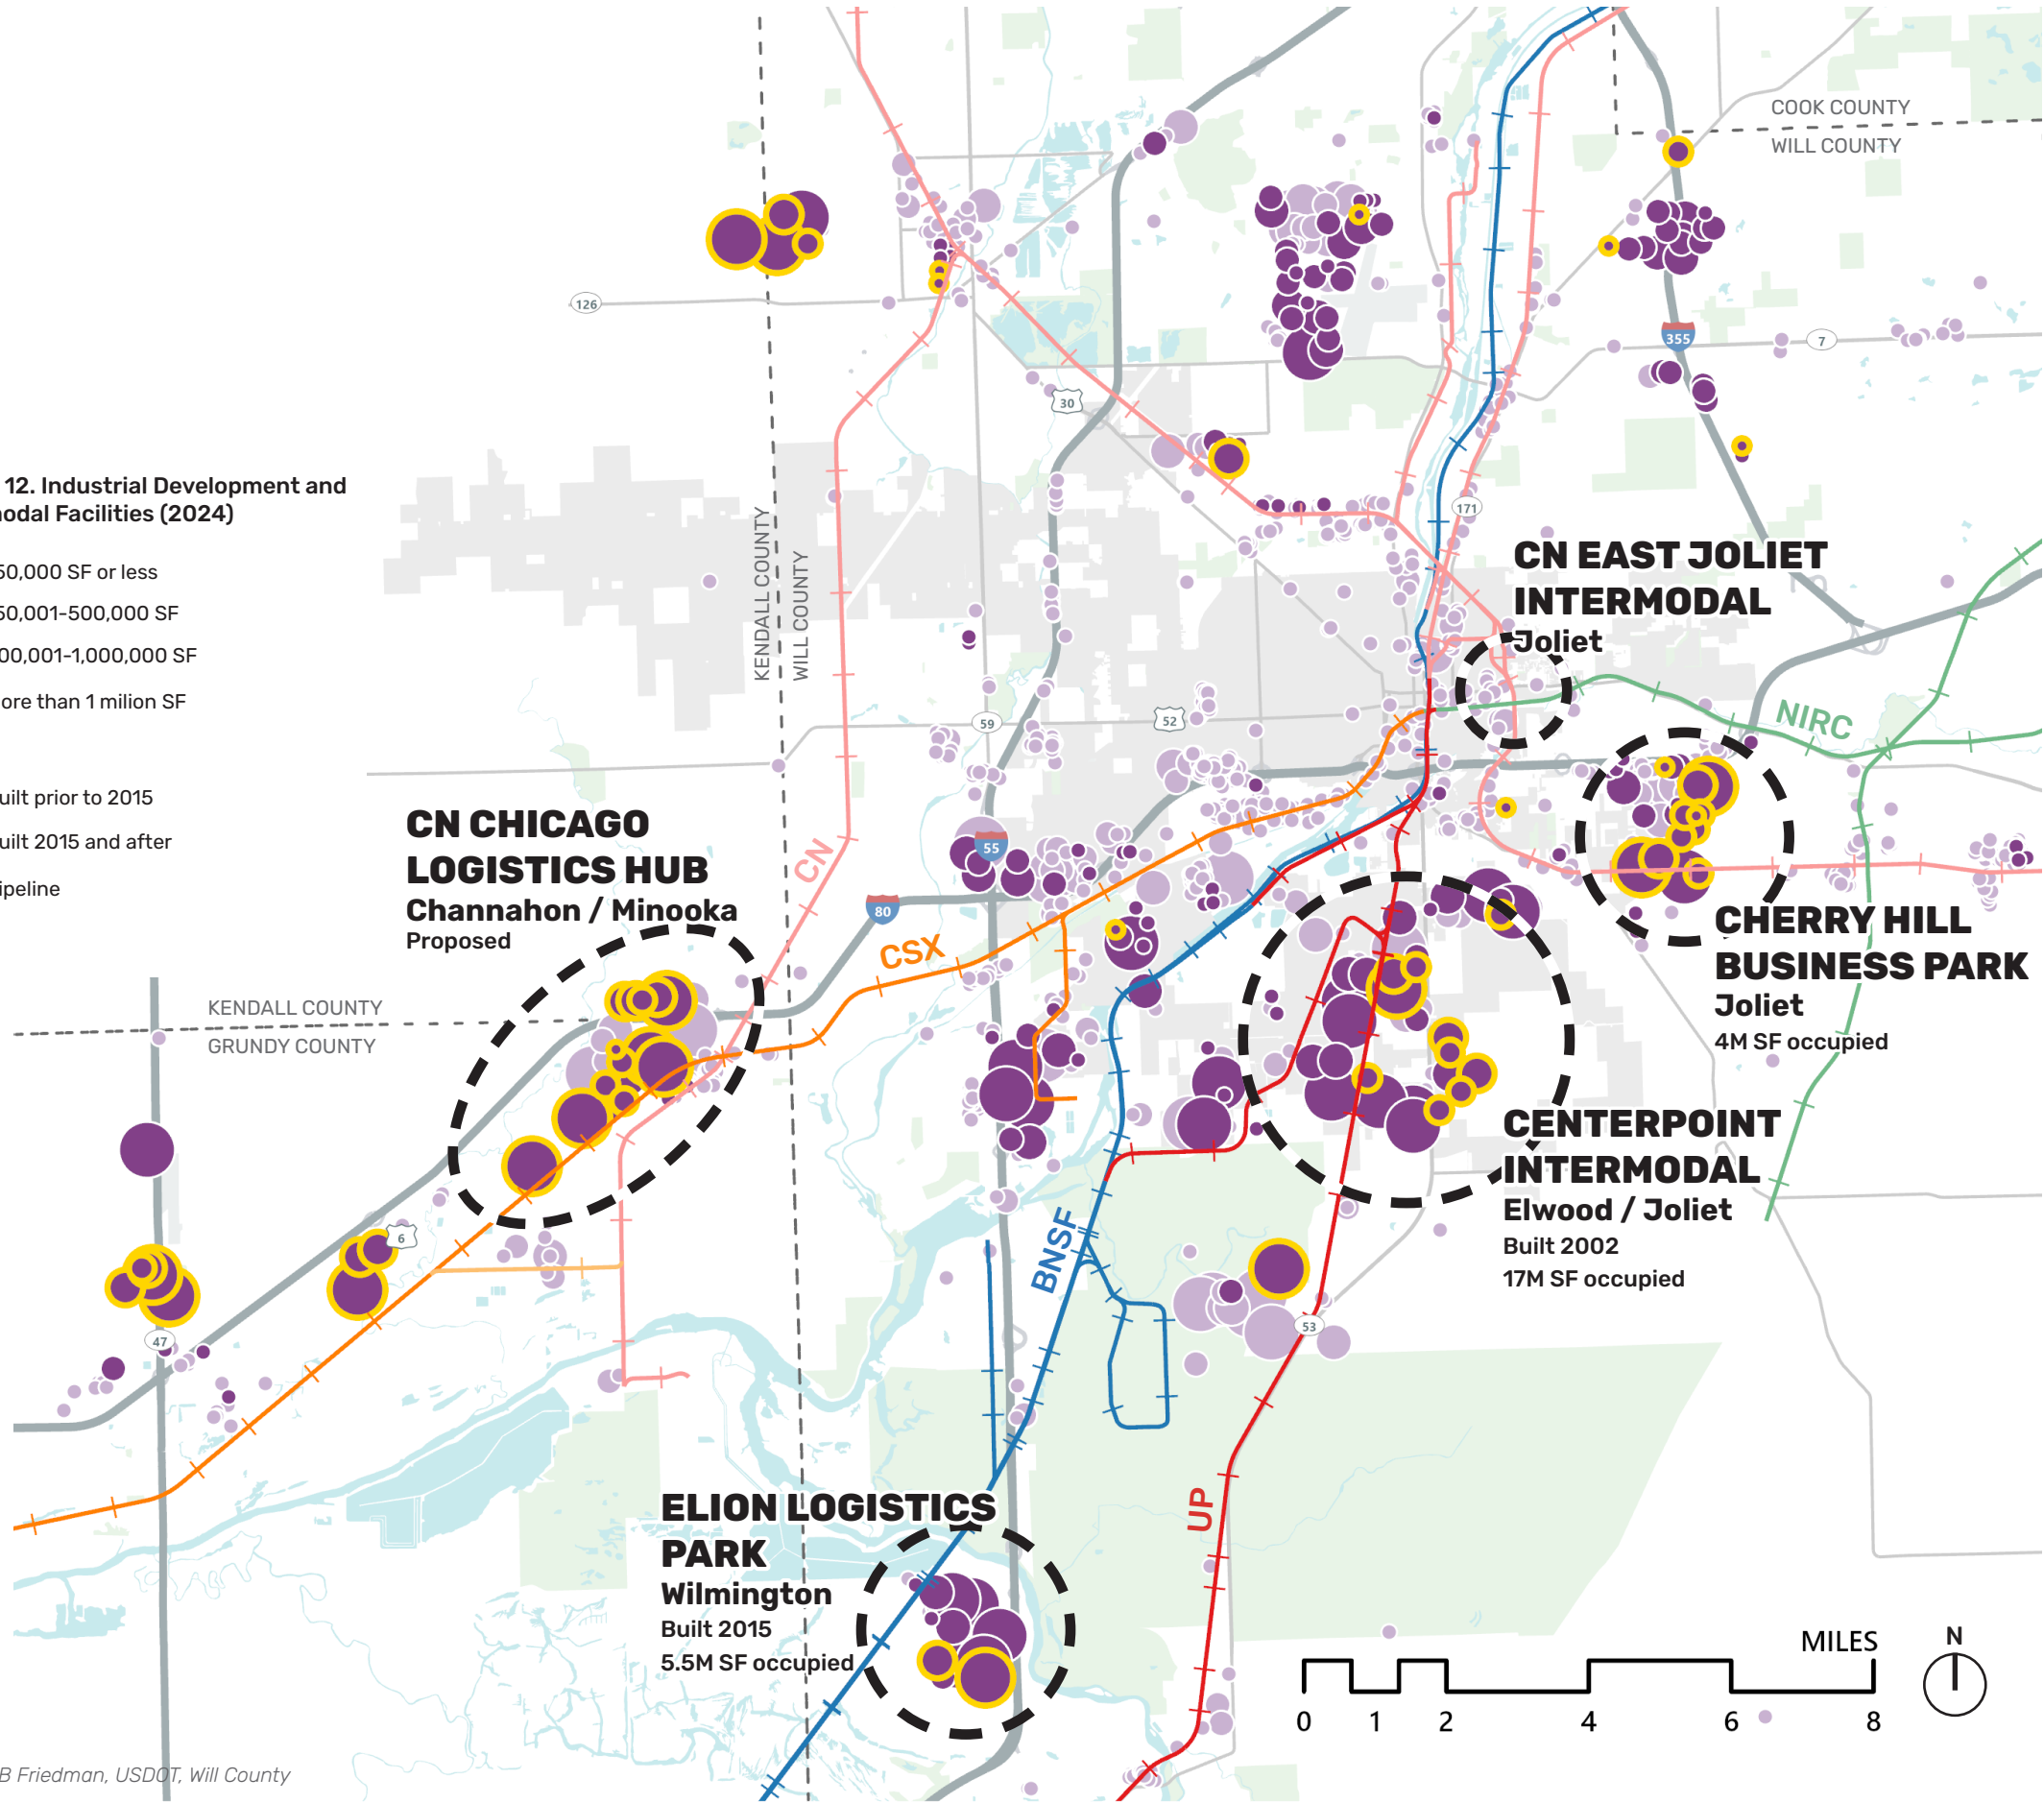 COOK COUNTY
WILL COUNTY
126
355
7
30
12. Industrial Development and
odal Facilities (2024)
171
KENDALL COUNTY
WILL COUNTY
CN EAST JOLIET
INTERMODAL
Joliet
50,000 SF or less
50,001-500,000 SF
00,001-1,000,000 SF
ore than 1 milion SF
59
52
NIRC
uilt prior to 2015
uilt 2015 and after
ipeline
CN CHICAGO
LOGISTICS HUB
Channahon / Minooka
Proposed
CN
55
80
CSX
CHERRY HILL
BUSINESS PARK
Joliet
4M SF occupied
KENDALL COUNTY
GRUNDY COUNTY
CENTERPOINT
INTERMODAL
Elwood / Joliet
Built 2002
17M SF occupied
6
BNSF
47
53
UP
ELION LOGISTICS
PARK
Wilmington
Built 2015
5.5M SF occupied
MILES
N
0 1 2 4 6 8
B Friedman, USDOT, Will County